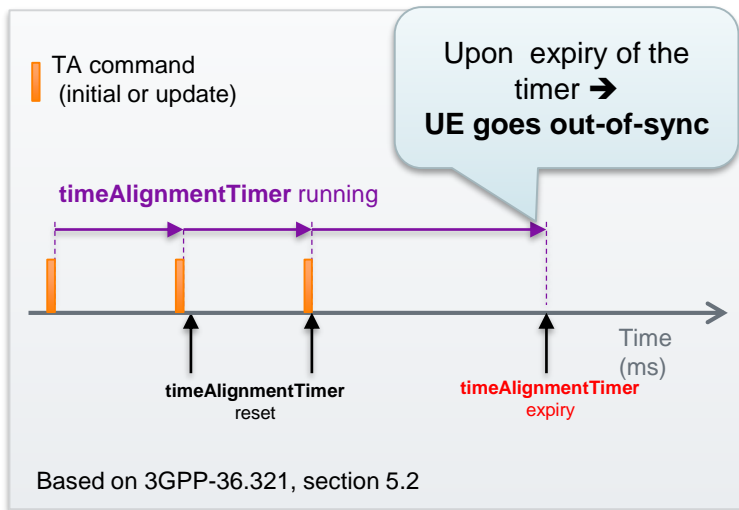 TA command
(initial or update)
Upon expiry of the
timer ➔
UE goes out-of-sync
timeAlignmentTimer running
Time
(ms)
timeAlignmentTimer
reset
timeAlignmentTimer
expiry
Based on 3GPP-36.321, section 5.2